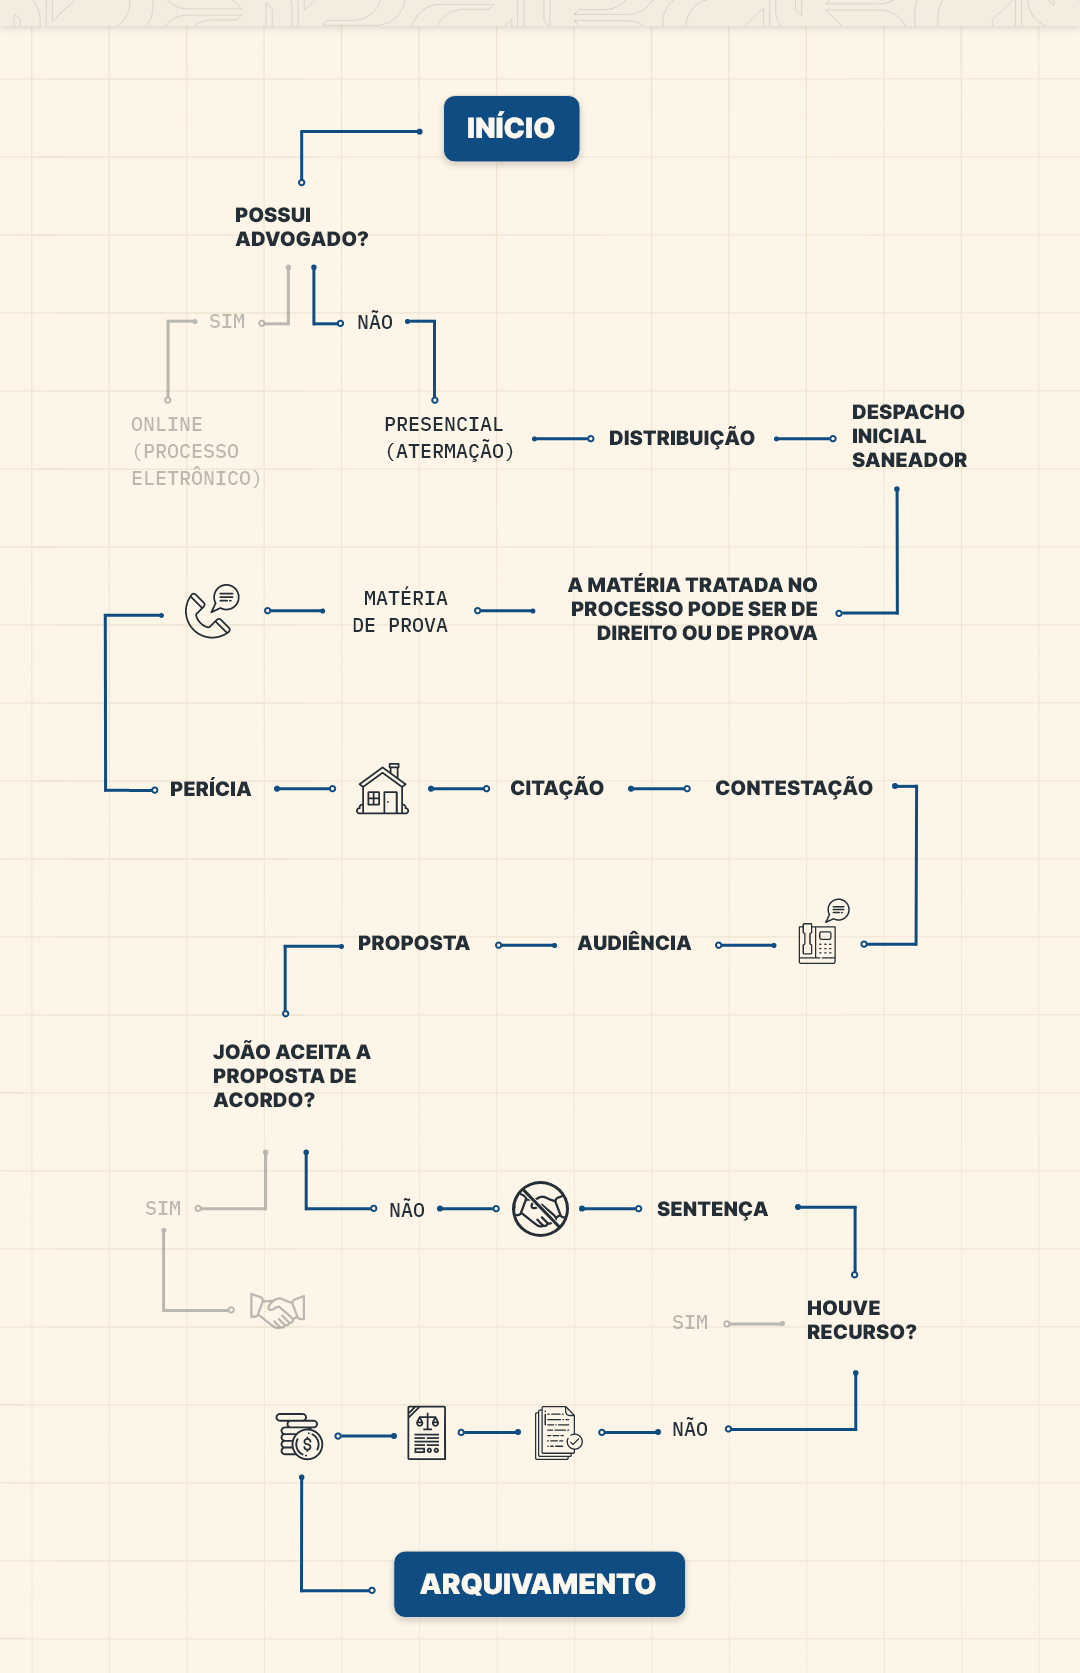 INÍCIO
POSSUI
ADVOGADO?
SIM
NÃO
ONLINE
(PROCESSO
ELETRÔNICO)
PRESENCIAL
(ATERMAÇÃO)
DISTRIBUIÇÃO
DESPACHO
INICIAL
SANEADOR
A MATÉRIA TRATADA NO
PROCESSO PODE SER DE
DIREITO OU DE PROVA
MATÉRIA
DE PROVA
PERÍCIA
CITAÇÃO
CONTESTAÇÃO
AUDIÊNCIA
PROPOSTA
JOÃO ACEITA A
PROPOSTA DE
ACORDO?
SIM
NÃO
SENTENÇA
HOUVE
RECURSO?
SIM
NÃO
$
ARQUIVAMENTO